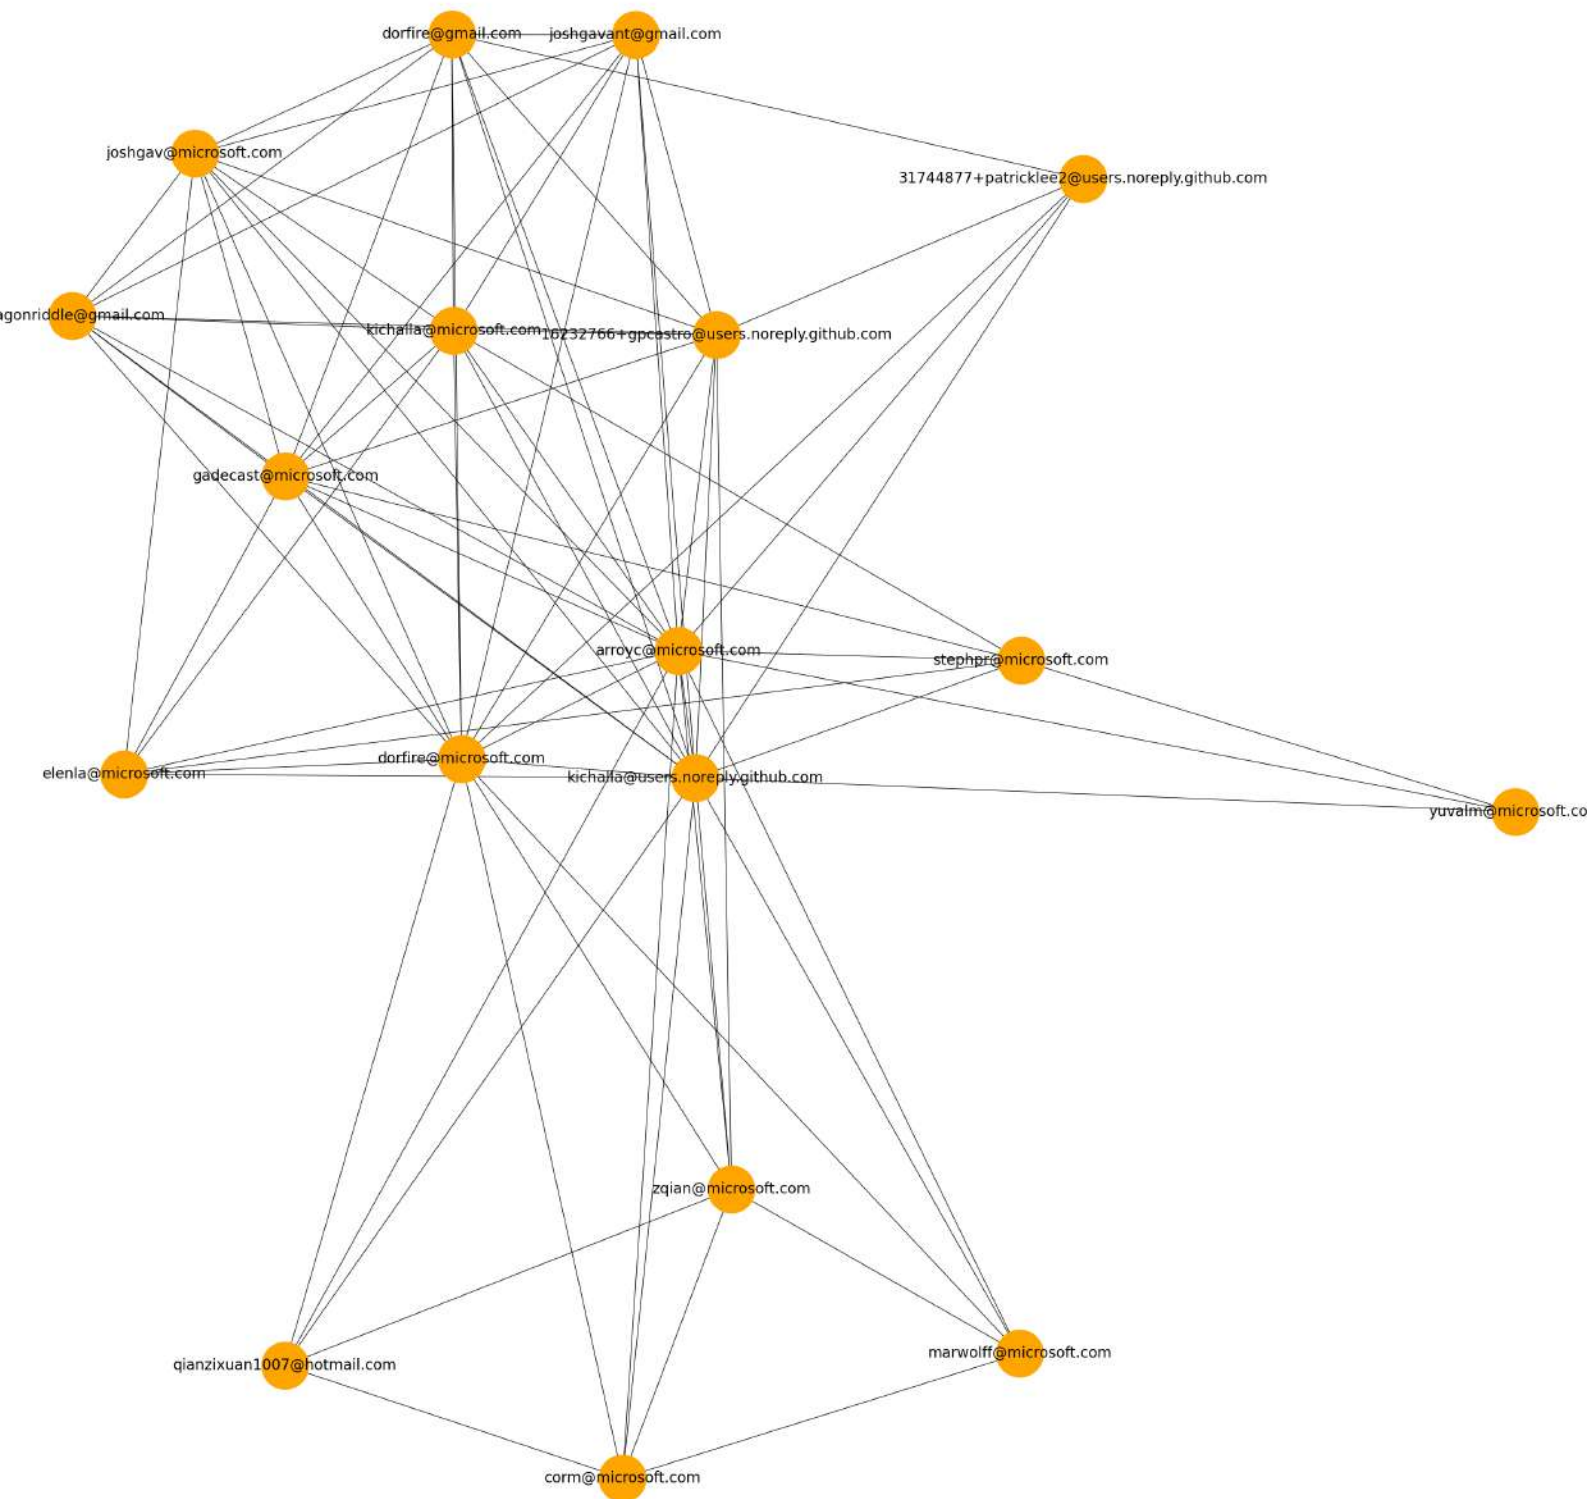 dorfire@gmail.com
joshgavant@gmail.com
joshgav@microsoft.com
31744877+patricklee2@users.noreply.github.com
agonriddle@gmail.com
kichalla@microsoft.com
16232766+gpcastro@users.noreply.github.com
gadecast@microsoft.com
arroyc@microsoft.com
stephpr@microsoft.com
dorfire@microsoft.com
elenla@microsoft.com
kichalla@users.noreply.github.com
yuvalm@microsoft.co
zqian@microsoft.com
marwolff@microsoft.com
qianzixuan1007@hotmail.com
corm@microsoft.com